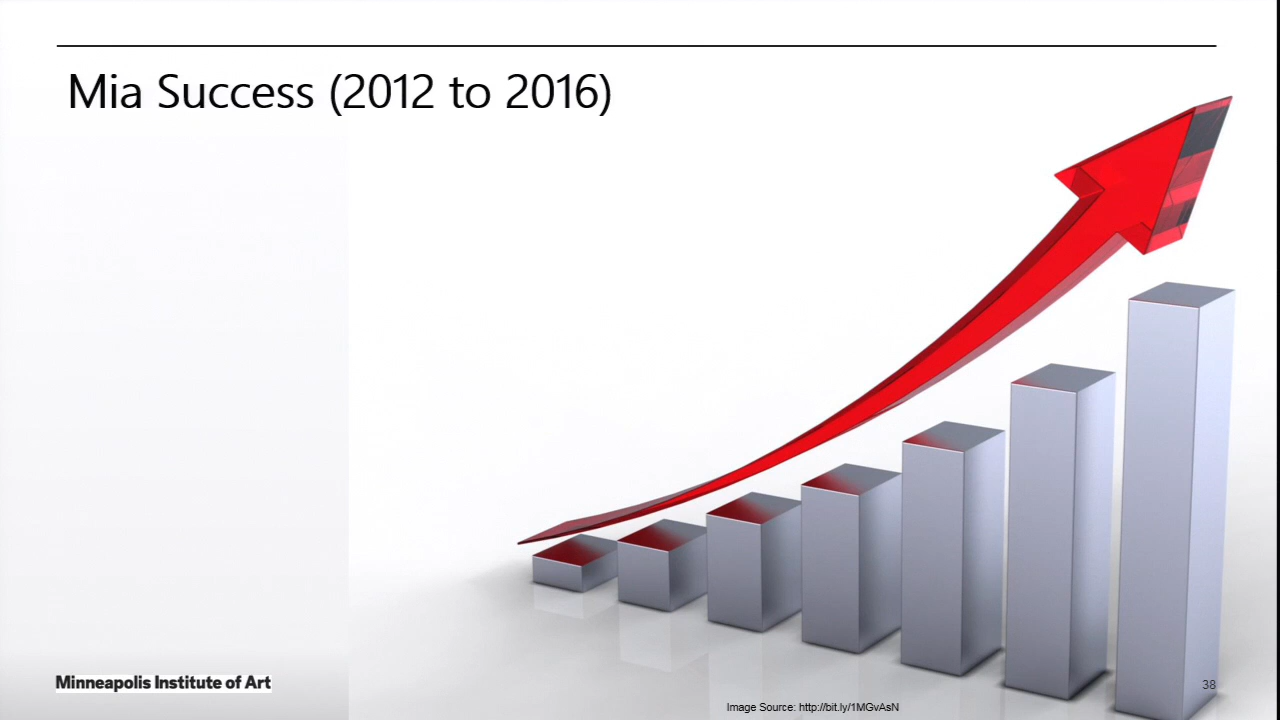 Mia Success (2012 to 2016)
Minneapolis Institute of Art
38
Image Source: http://bit.ly/1MGvAsN